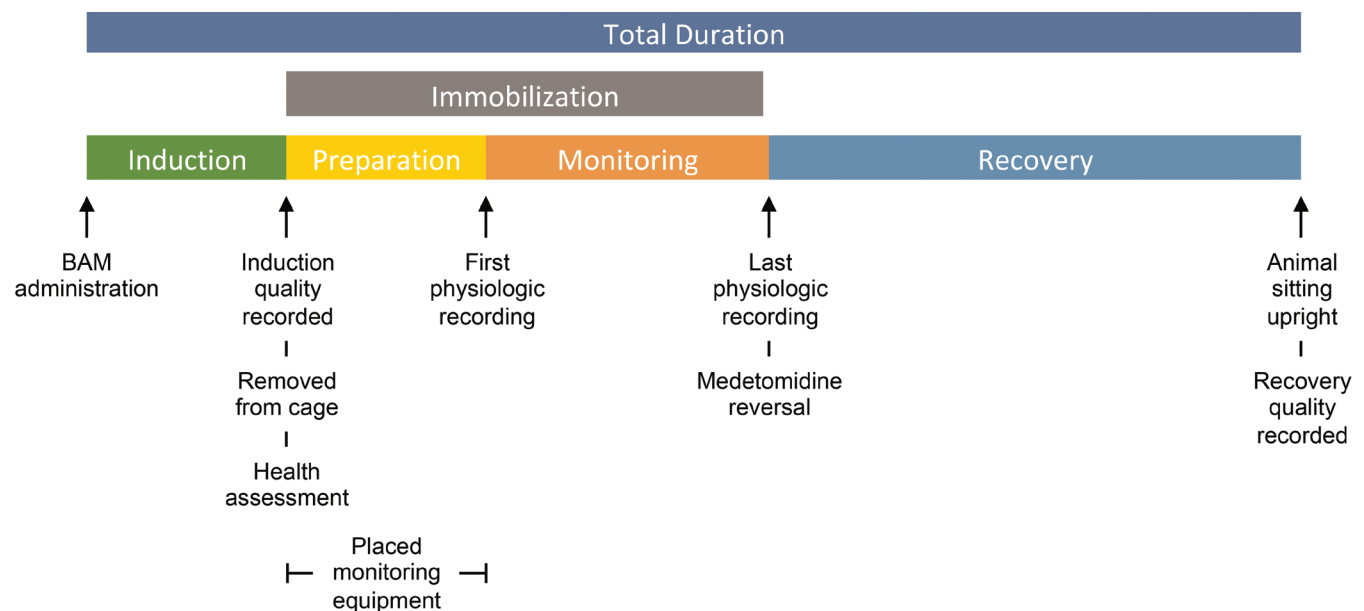 Total Duration
Immobilization
Induction
Preparation
Monitoring
Recovery
BAM
administration
Induction
quality
recorded
Removed
from cage
Health
assessment
Placed
monitoring
equipment
First
physiologic
recording
Last
physiologic
recording
Medetomidine
reversal
Animal
sitting
upright
Recovery
quality
recorded